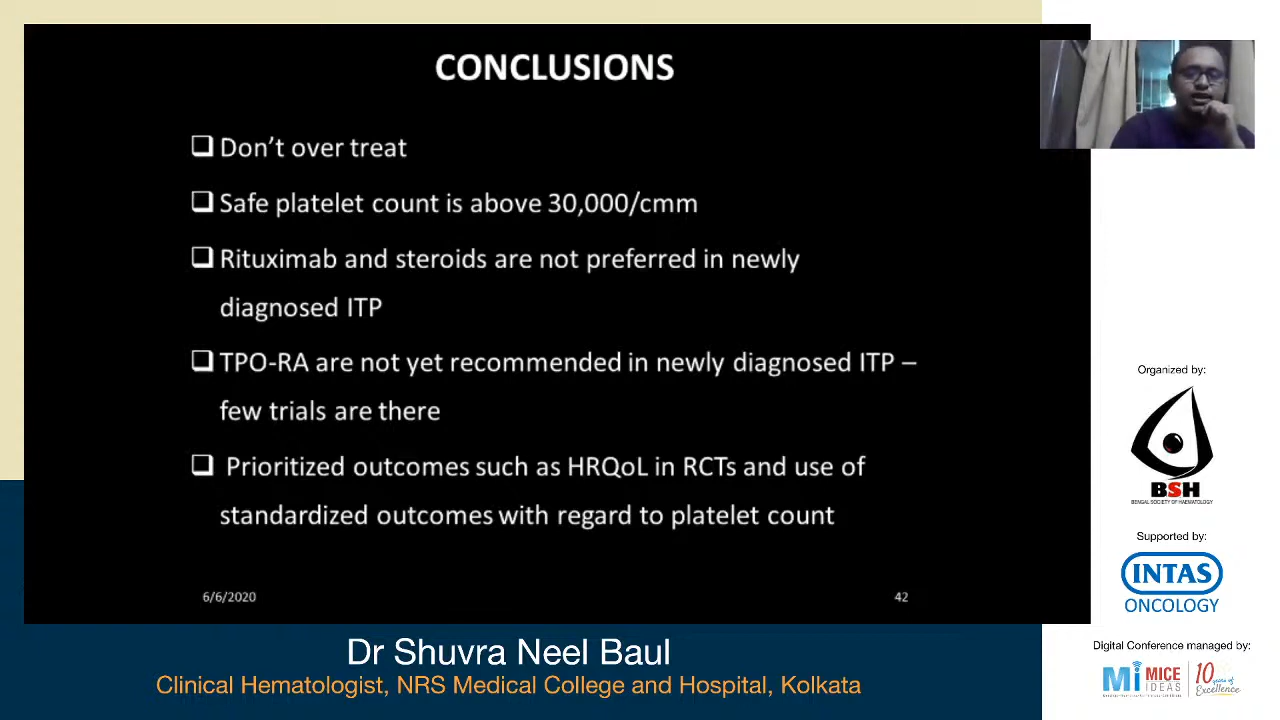 CONCLUSIONS
Don't over treat
Safe platelet count is above 30,000/cmm
Rituximab and steroids are not preferred in newly
diagnosed ITP
TPO-RA are not yet recommended in newly diagnosed ITP –
few trials are there
Prioritized outcomes such as HRQoL in RCTs and use of
standardized outcomes with regard to platelet count
6/6/2020
42
Dr Shuvra Neel Baul
Clinical Hematologist, NRS Medical College and Hospital, Kolkata
Organized by:
BSH
BENGAL SOCIETY OF HAEMATOLOGY
Supported by:
INTAS
ONCOLOGY
Digital Conference managed by:
Mi MICE
IDEAS
10 years of
Excellence